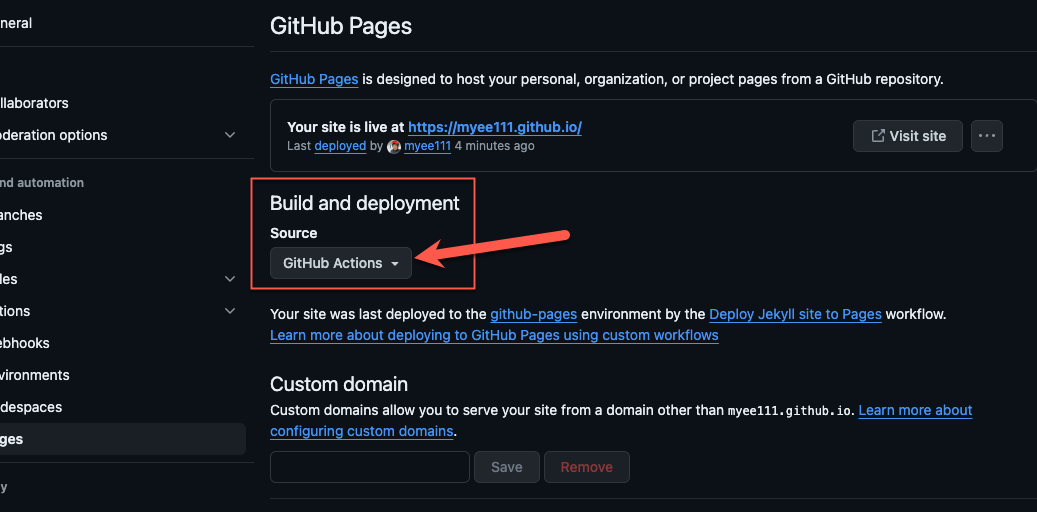 neral
llaborators
oderation options
nd automation
anches
gs
les
tions
ebhooks
vironments
despaces
ges
y
GitHub Pages
GitHub Pages is designed to host your personal, organization, or project pages from a GitHub repository.
Your site is live at https://myee111.github.io/
Last deployed by myee111 4 minutes ago
Visit site
Build and deployment
Source
GitHub Actions
Your site was last deployed to the github-pages environment by the Deploy Jekyll site to Pages workflow.
Learn more about deploying to GitHub Pages using custom workflows
Custom domain
Custom domains allow you to serve your site from a domain other than myee111.github.io. Learn more about
configuring custom domains.
Save
Remove